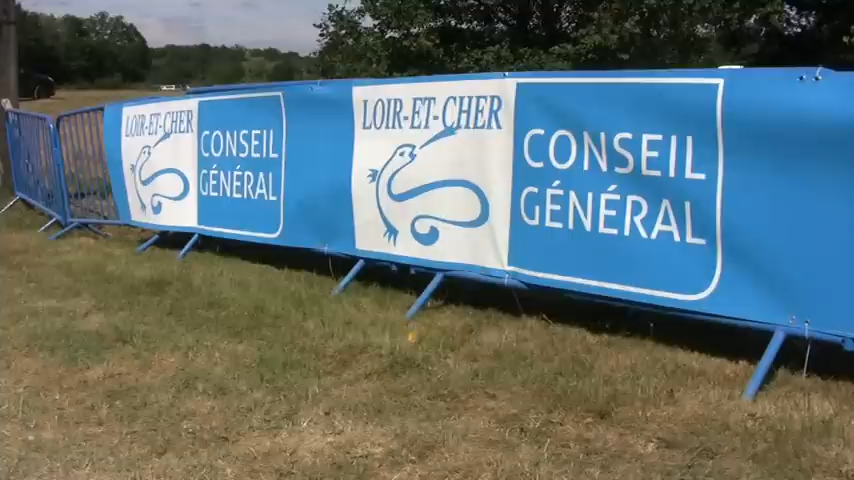 LOIR-ET-CHER
CONSEIL
GÉNÉRAL
LOIR-ET-CHER
CONSEIL
GÉNÉRAL